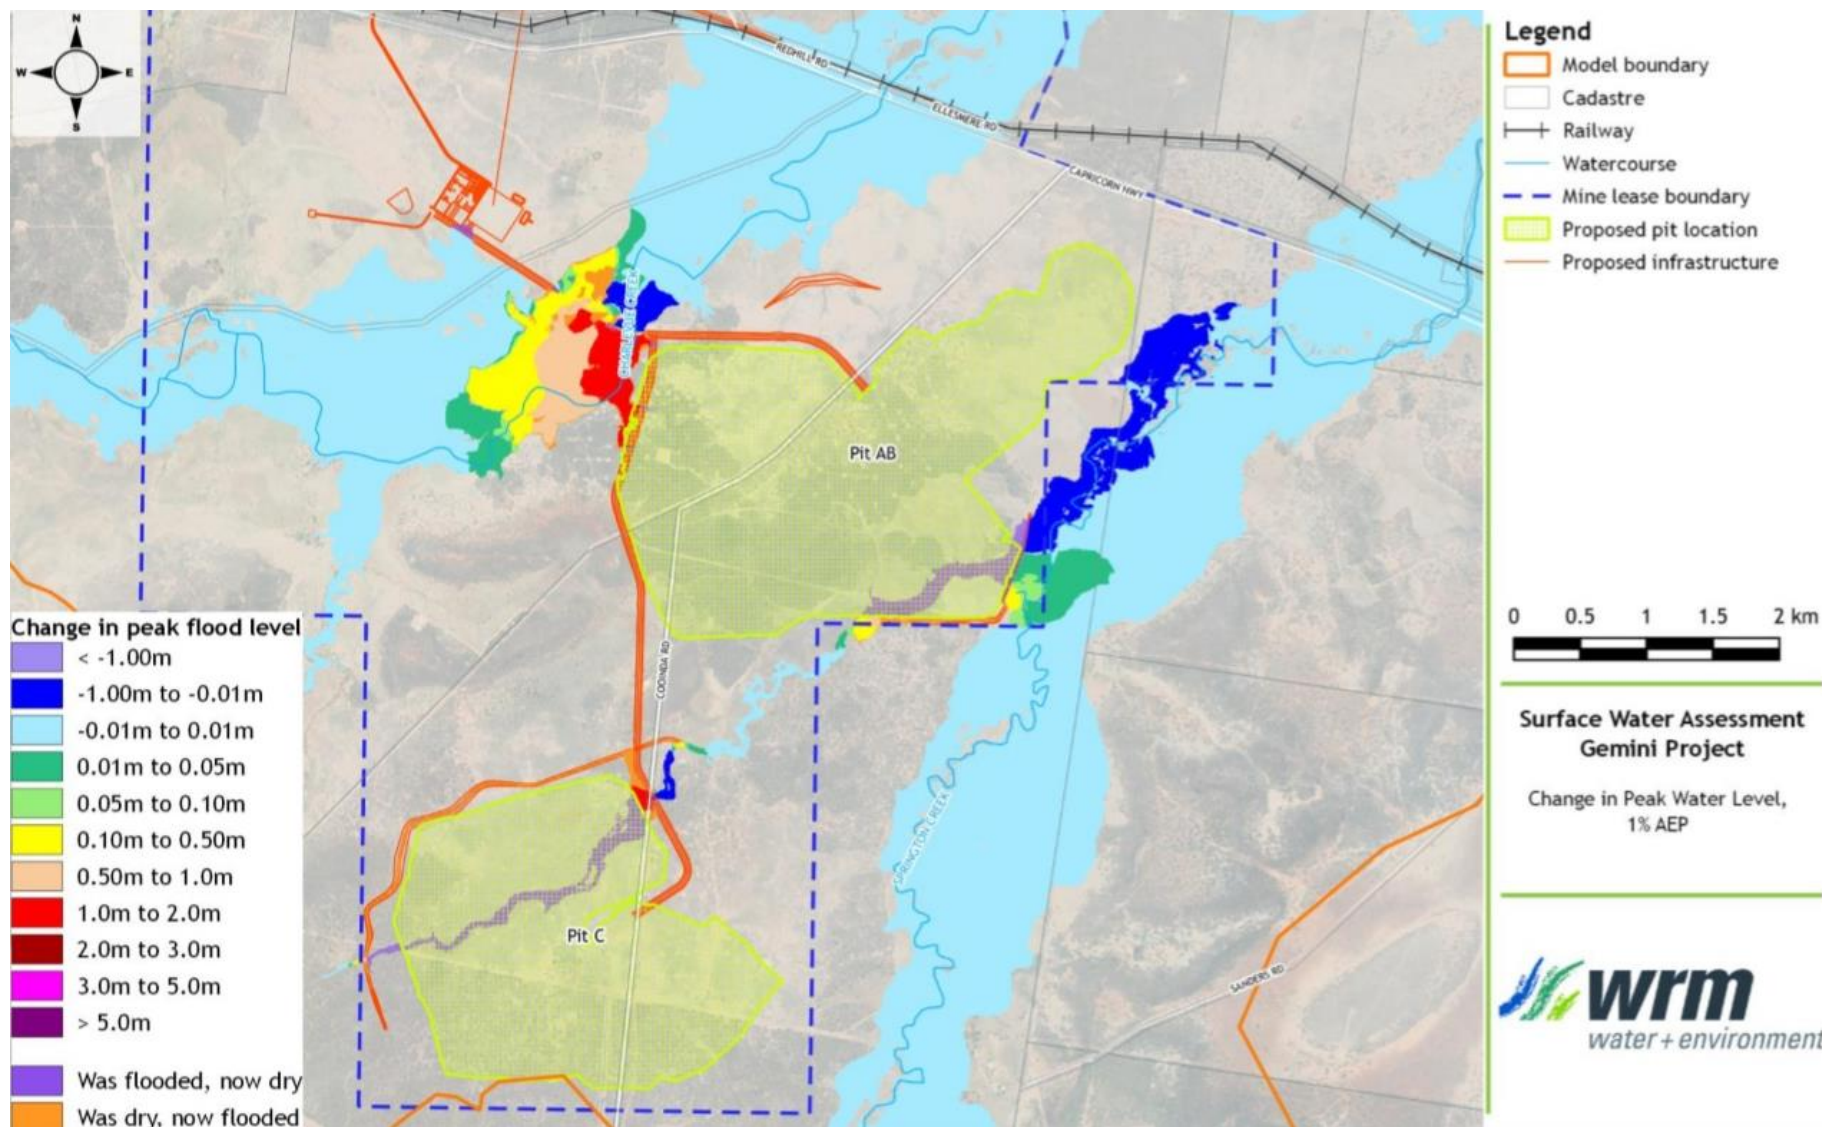 N
W
E
S
REDHILL RD
ELLESMERE RD
CAPRICORN HWY
CHARLEVUE CREEK
Pit AB
COOINDA RD
SPRINGTON CREEK
Pit C
SANDERS RD
Change in peak flood level
< -1.00m
-1.00m to -0.01m
-0.01m to 0.01m
0.01m to 0.05m
0.05m to 0.10m
0.10m to 0.50m
0.50m to 1.0m
1.0m to 2.0m
2.0m to 3.0m
3.0m to 5.0m
> 5.0m
Was flooded, now dry
Was dry, now flooded
Legend
Model boundary
Cadastre
Railway
Watercourse
Mine lease boundary
Proposed pit location
Proposed infrastructure
0 0.5 1 1.5 2 km
Surface Water Assessment
Gemini Project
Change in Peak Water Level,
1% AEP
wrm
water + environment